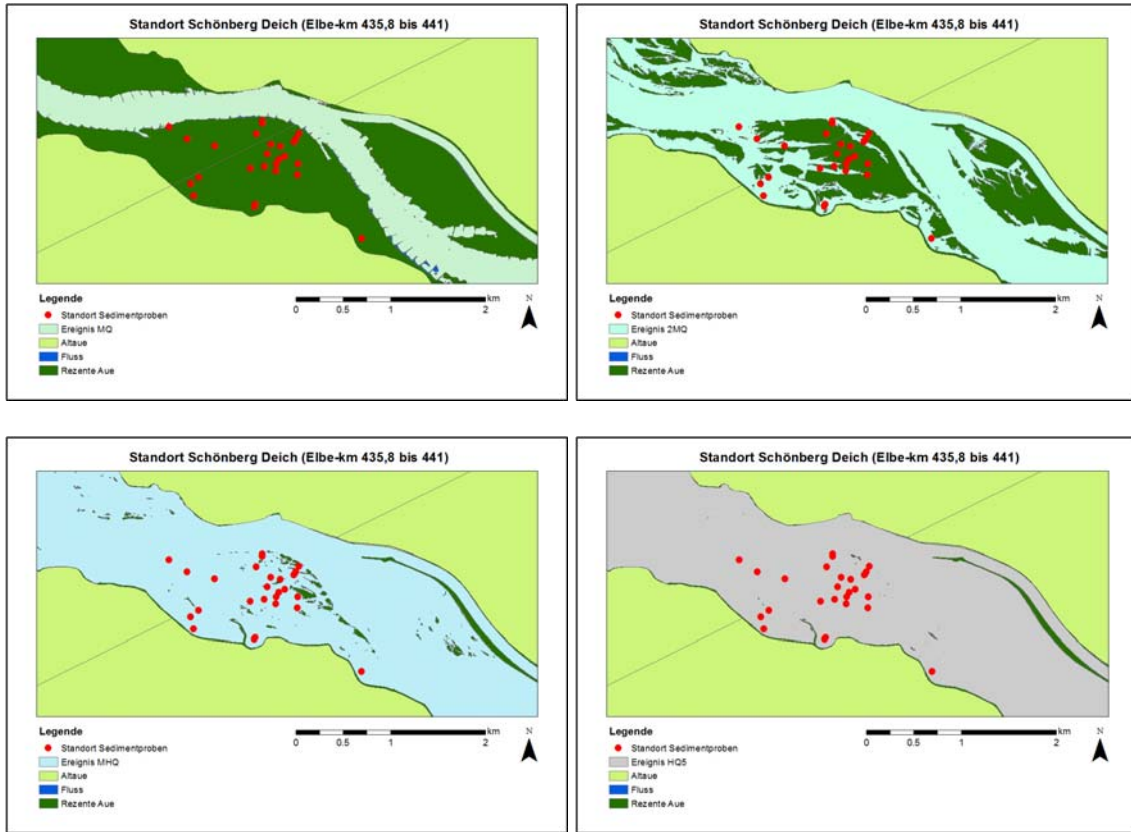 Standort Schönberg Deich (Elbe-km 435,8 bis 441)
Legende
Standort Sedimentproben
Ereignis MQ
Altaue
Fluss
Rezente Aue
km
0 0.5 1 2
N
Standort Schönberg Deich (Elbe-km 435,8 bis 441)
Legende
Standort Sedimentproben
Ereignis 2MQ
Altaue
Fluss
Rezente Aue
km
0 0.5 1 2
N
Standort Schönberg Deich (Elbe-km 435,8 bis 441)
Legende
Standort Sedimentproben
Ereignis MHQ
Altaue
Fluss
Rezente Aue
km
0 0.5 1 2
N
Standort Schönberg Deich (Elbe-km 435,8 bis 441)
Legende
Standort Sedimentproben
Ereignis HQ5
Altaue
Fluss
Rezente Aue
km
0 0.5 1 2
N